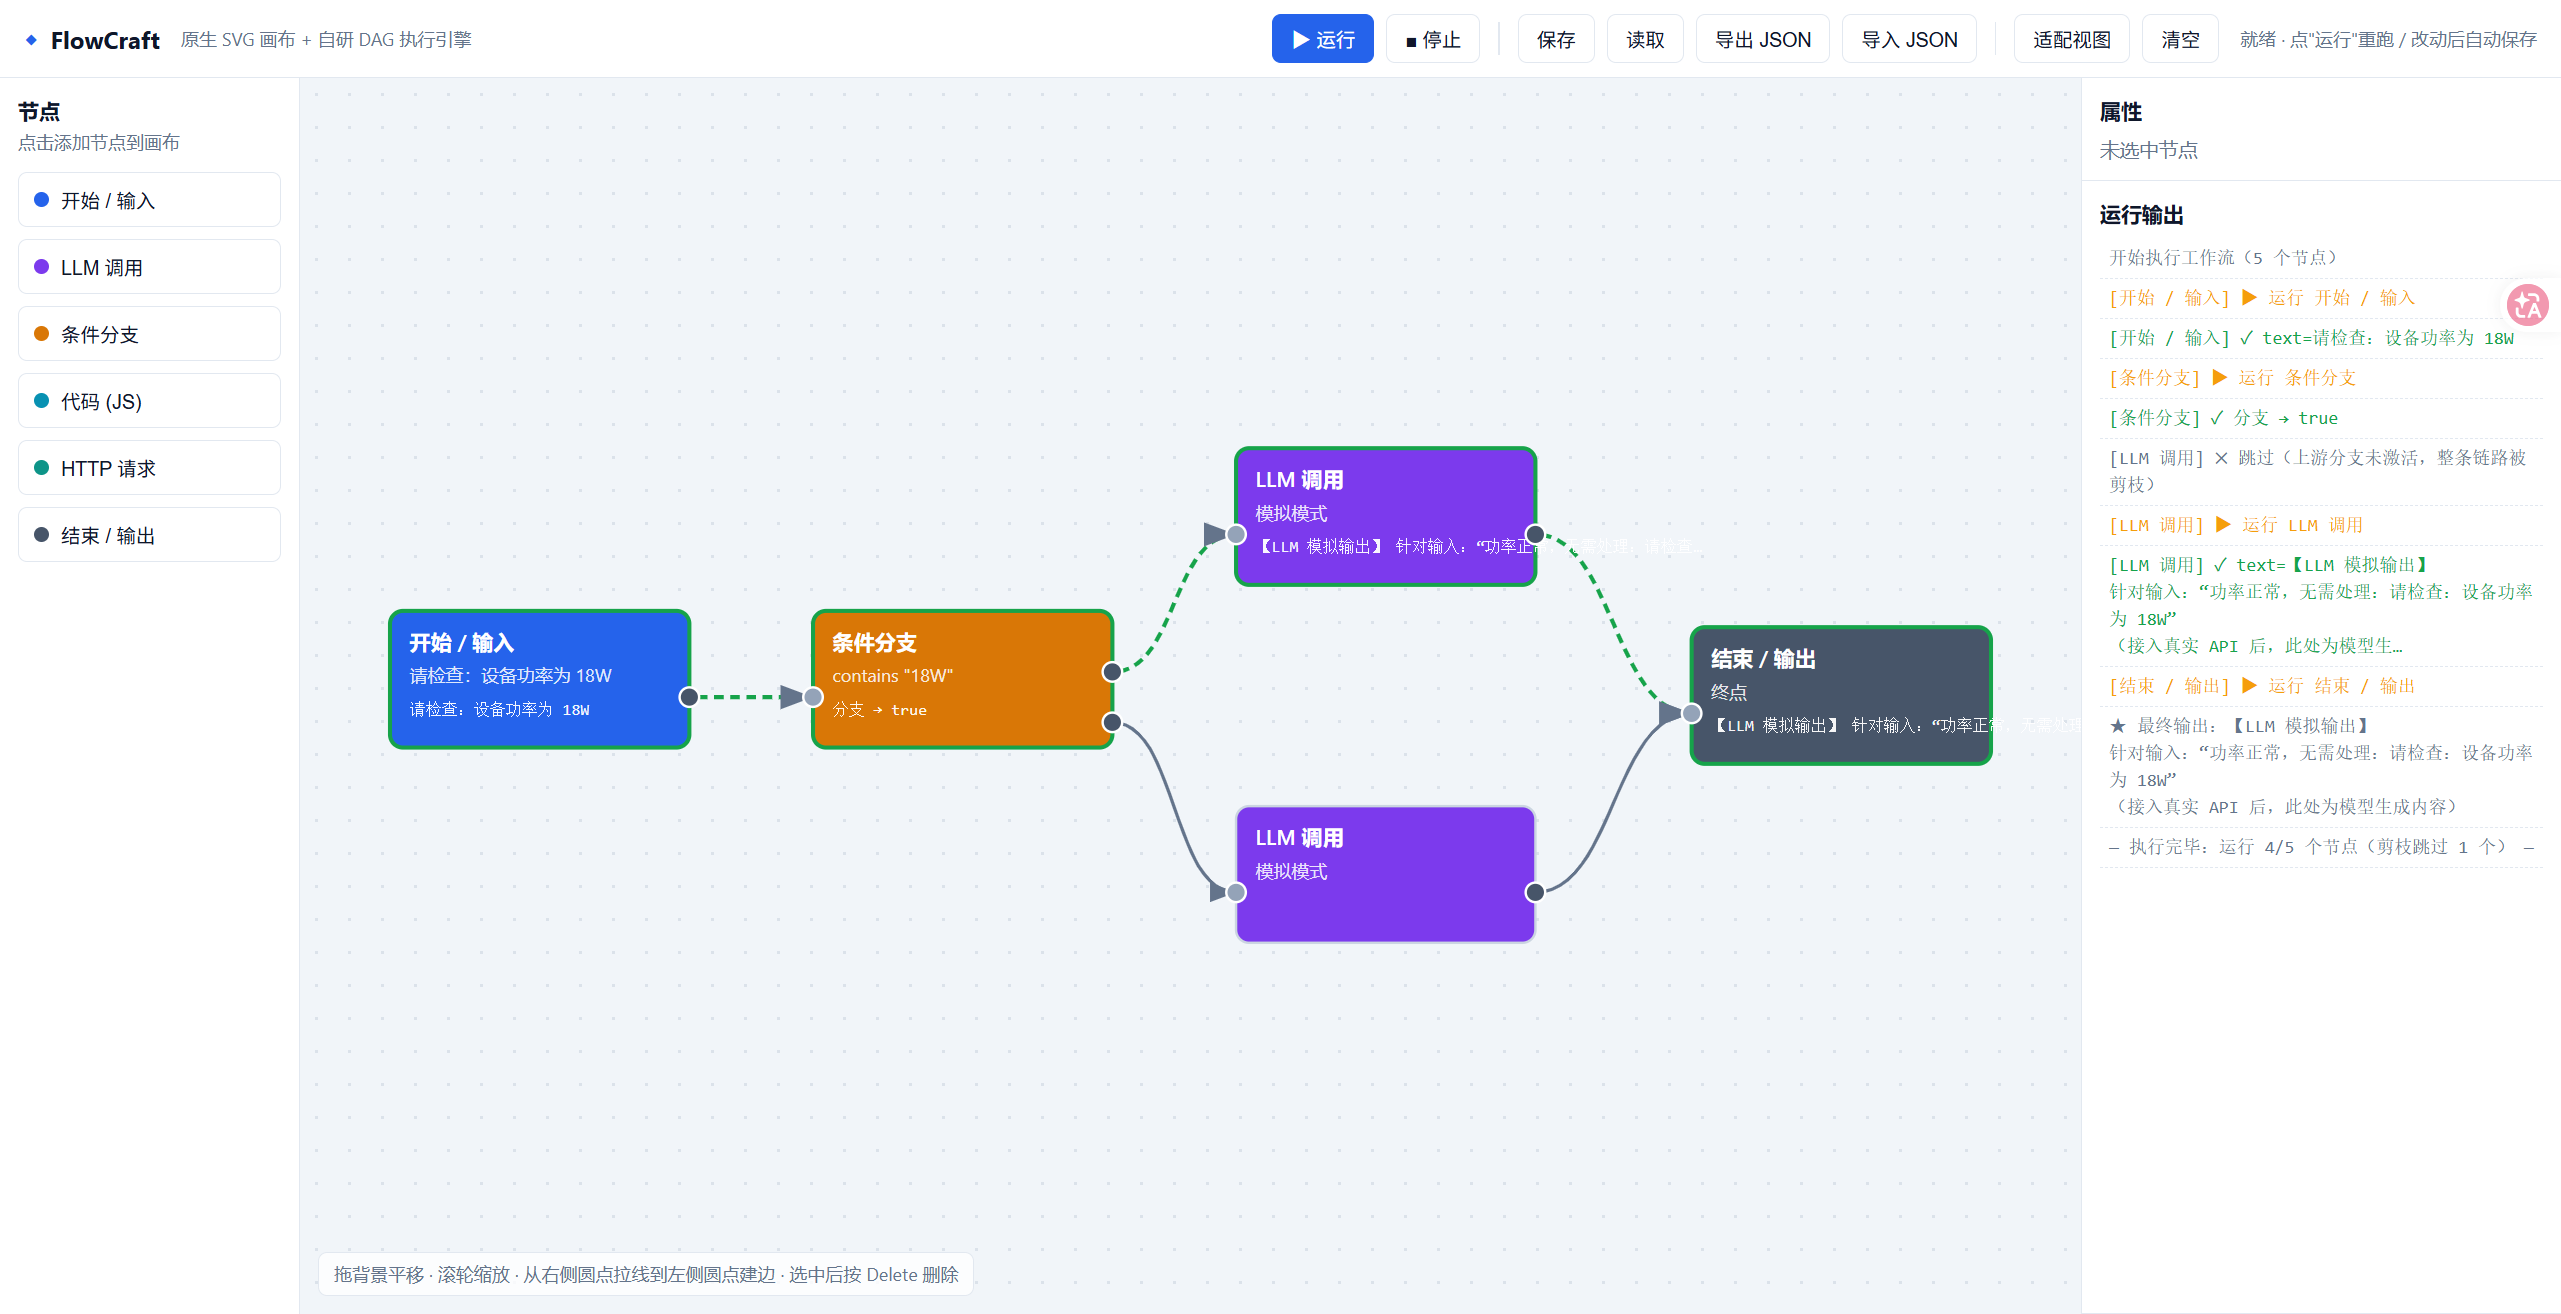 ◆ FlowCraft 原生 SVG 画布 + 自研 DAG 执行引擎
▶ 运行
■ 停止
保存
读取
导出 JSON
导入 JSON
适配视图
清空
就绪 · 点"运行"重跑 / 改动后自动保存
节点
点击添加节点到画布
开始 / 输入
LLM 调用
条件分支
代码 (JS)
HTTP 请求
结束 / 输出
开始 / 输入
请检查：设备功率为 18W
请检查：设备功率为 18W
条件分支
contains "18W"
分支 → true
LLM 调用
模拟模式
【LLM 模拟输出】 针对输入：“功率正常，无需处理：请检查…
LLM 调用
模拟模式
结束 / 输出
终点
【LLM 模拟输出】 针对输入：“功率正常，无需处理
拖背景平移 · 滚轮缩放 · 从右侧圆点拉线到左侧圆点建边 · 选中后按 Delete 删除
属性
未选中节点
运行输出
开始执行工作流（5 个节点）
[开始 / 输入] ▶ 运行 开始 / 输入
[开始 / 输入] ✓ text=请检查：设备功率为 18W
[条件分支] ▶ 运行 条件分支
[条件分支] ✓ 分支 → true
[LLM 调用] ✕ 跳过（上游分支未激活，整条链路被
剪枝）
[LLM 调用] ▶ 运行 LLM 调用
[LLM 调用] ✓ text=【LLM 模拟输出】
针对输入：“功率正常，无需处理：请检查：设备功率
为 18W”
（接入真实 API 后，此处为模型生…
[结束 / 输出] ▶ 运行 结束 / 输出
★ 最终输出：【LLM 模拟输出】
针对输入：“功率正常，无需处理：请检查：设备功率
为 18W”
（接入真实 API 后，此处为模型生成内容）
— 执行完毕：运行 4/5 个节点（剪枝跳过 1 个） —